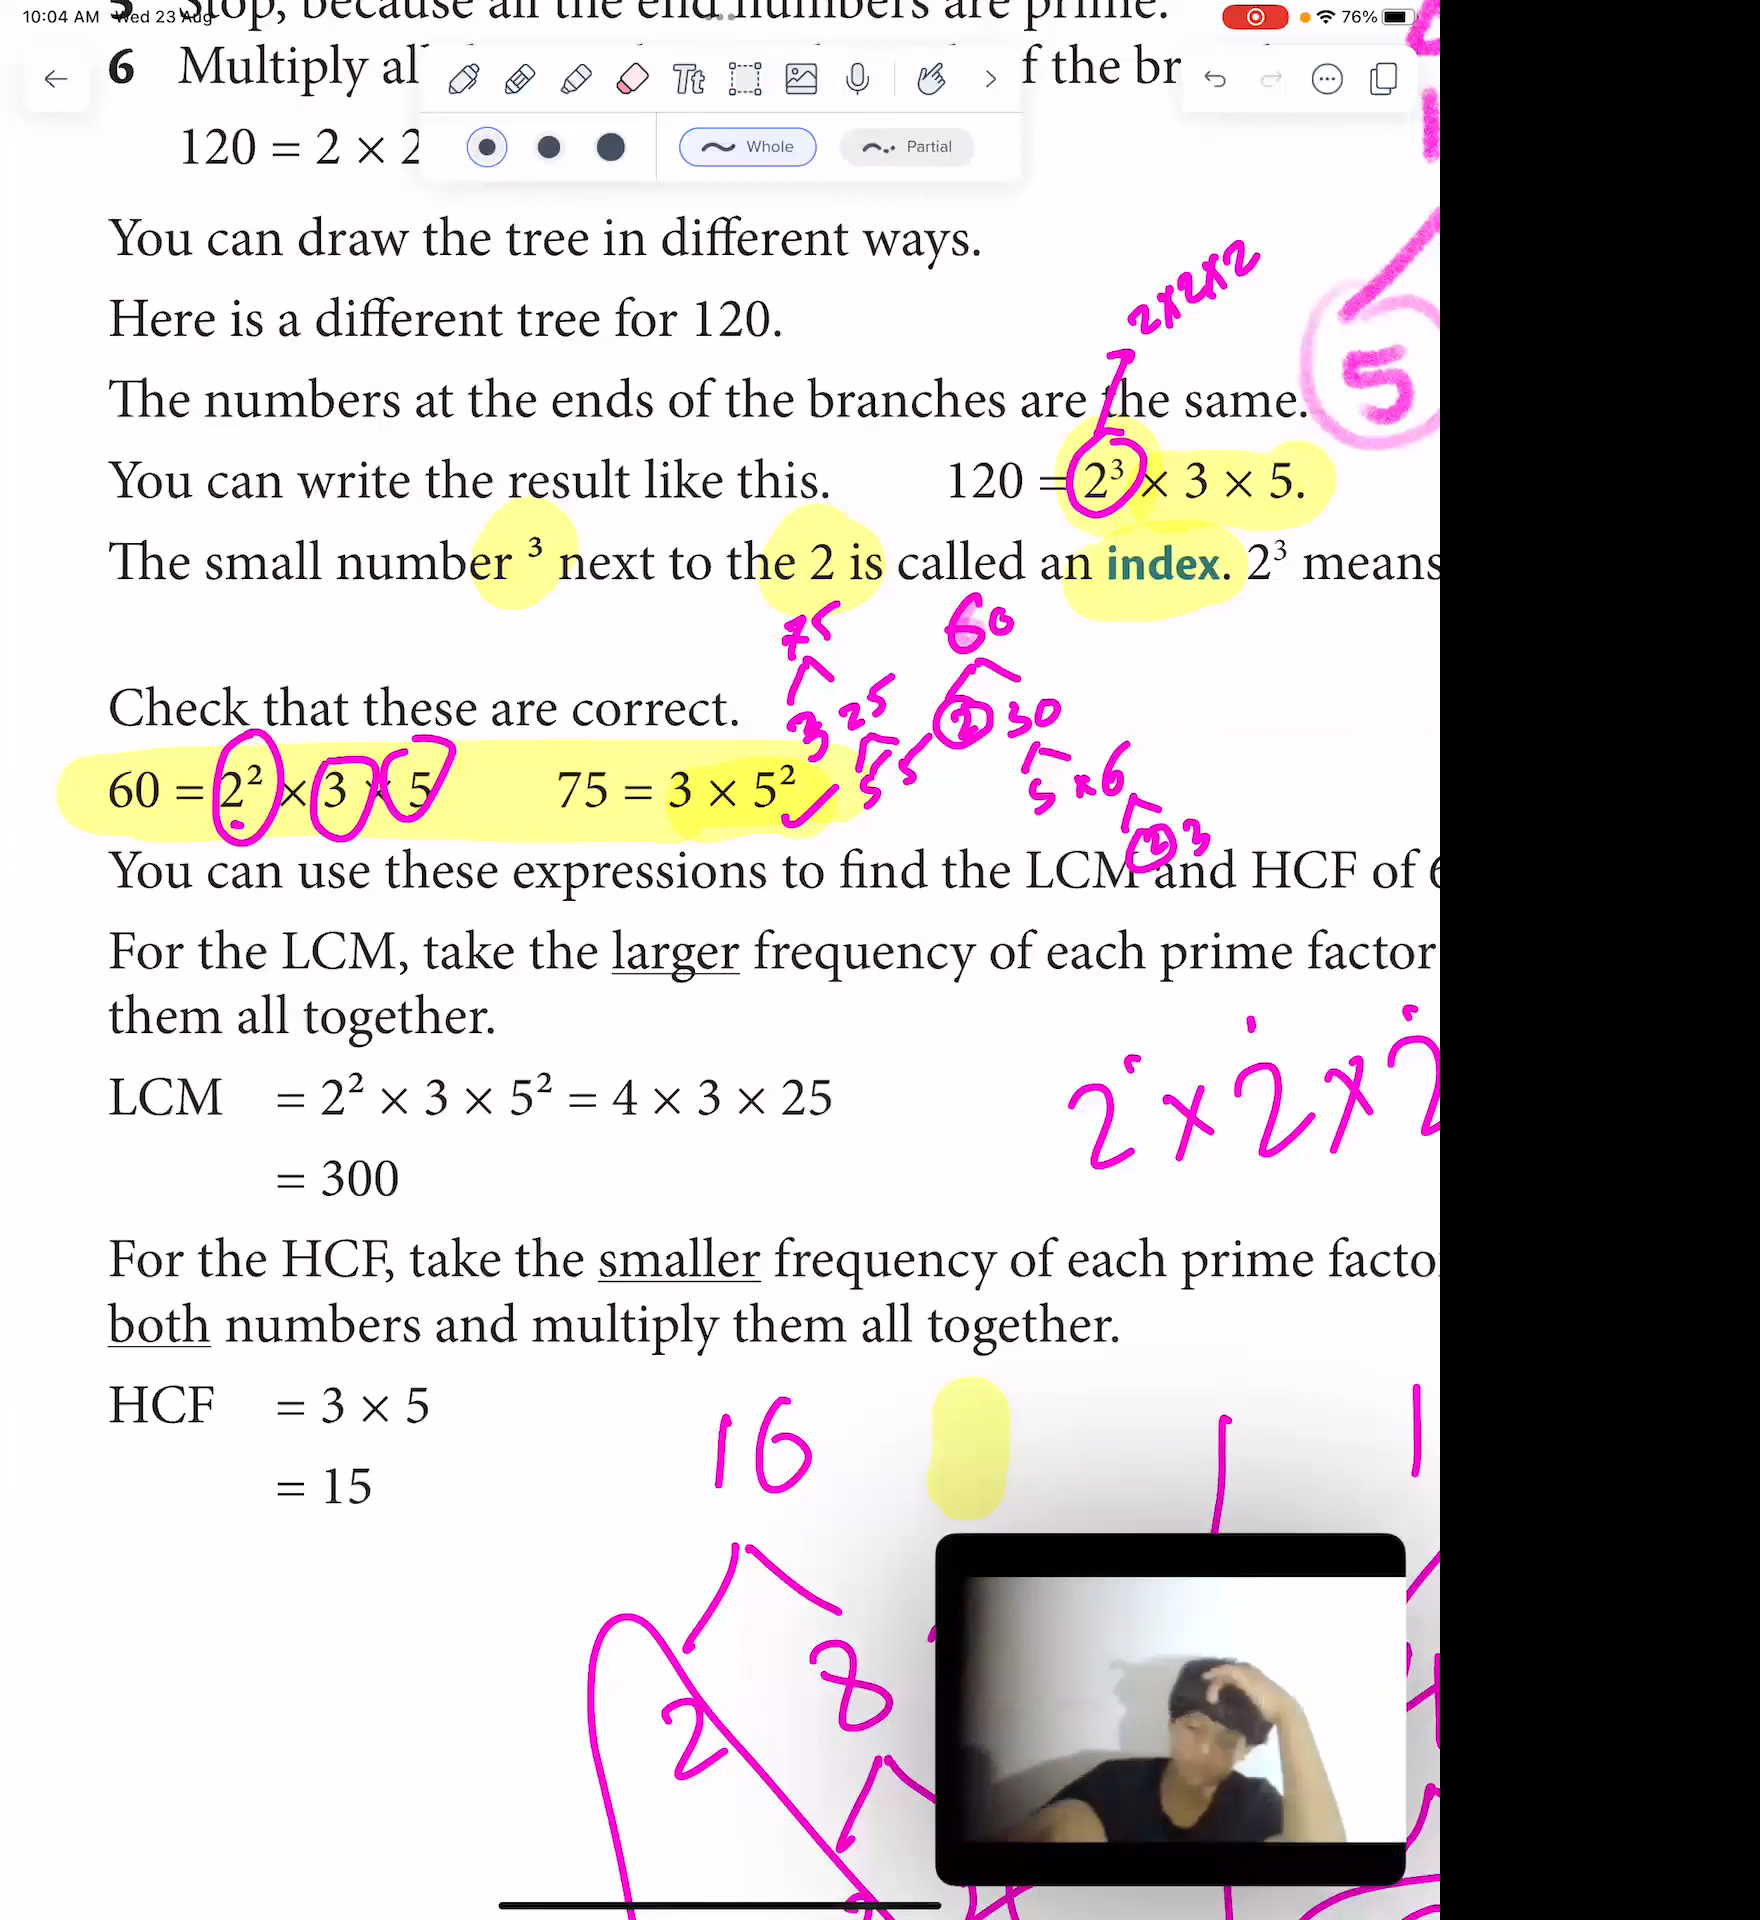 10:04 AM Wed 23 Aug
76%
5 Stop, because all the end numbers are prime.
6 Multiply al
f the br
120 = 2 × 2
Whole
Partial
You can draw the tree in different ways.
2×2×2
Here is a different tree for 120.
5
The numbers at the ends of the branches are the same.
You can write the result like this. 120 = 2³ × 3 × 5.
The small number ³ next to the 2 is called an index. 2³ means
75
60
Check that these are correct.
3 25
2 30
60 = 2² × 3 × 5 75 = 3 × 5²
5 5
5 × 6
2 3
You can use these expressions to find the LCM and HCF of 6
For the LCM, take the larger frequency of each prime factor
them all together.
LCM = 2² × 3 × 5² = 4 × 3 × 25
2 × 2 × 2
= 300
For the HCF, take the smaller frequency of each prime facto
both numbers and multiply them all together.
HCF = 3 × 5
16
= 15
8
2